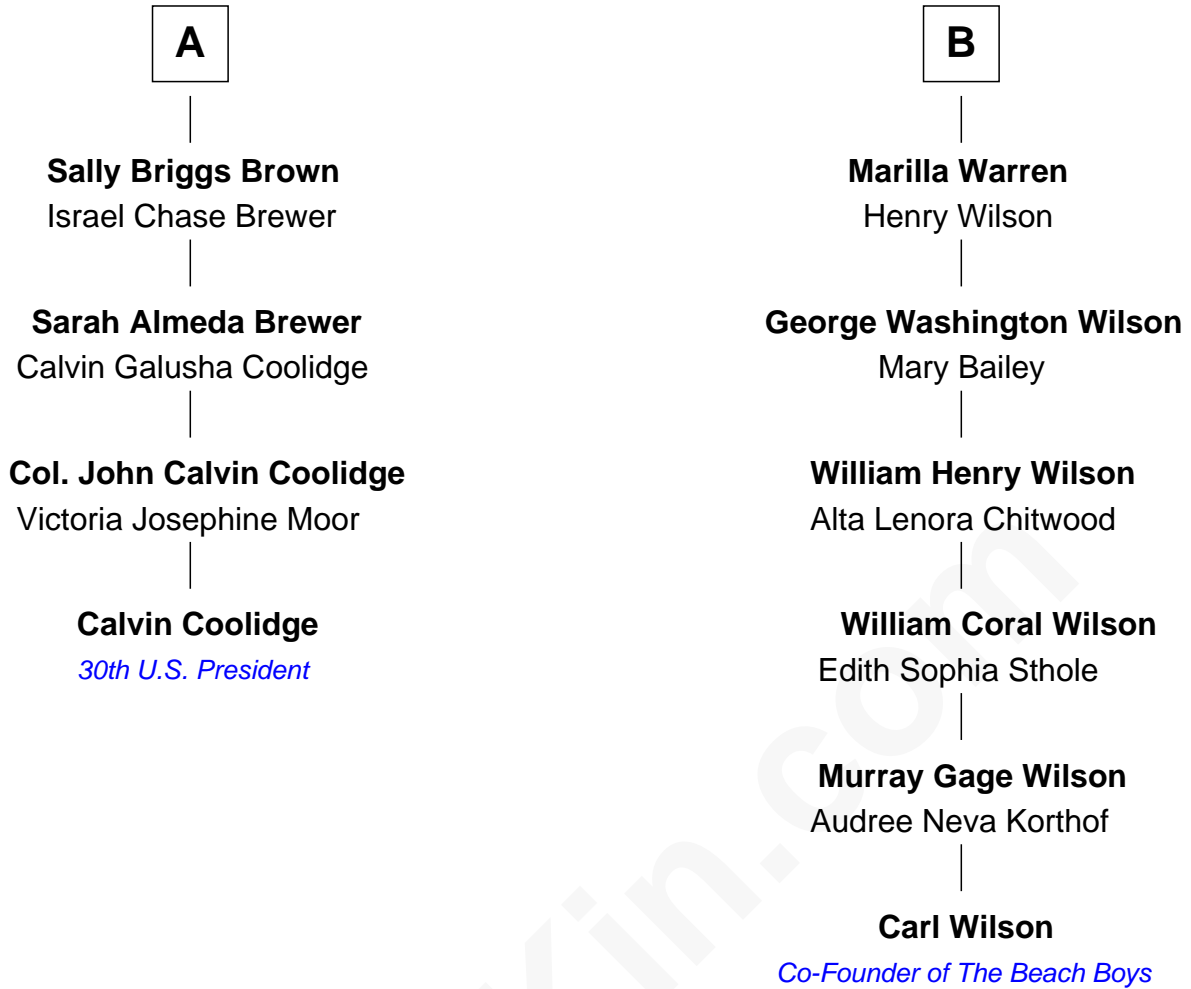 A
Sally Briggs Brown
Israel Chase Brewer
Sarah Almeda Brewer
Calvin Galusha Coolidge
Col. John Calvin Coolidge
Victoria Josephine Moor
Calvin Coolidge
30th U.S. President
B
Marilla Warren
Henry Wilson
George Washington Wilson
Mary Bailey
William Henry Wilson
Alta Lenora Chitwood
William Coral Wilson
Edith Sophia Sthole
Murray Gage Wilson
Audree Neva Korthof
Carl Wilson
Co-Founder of The Beach Boys
Kin.com